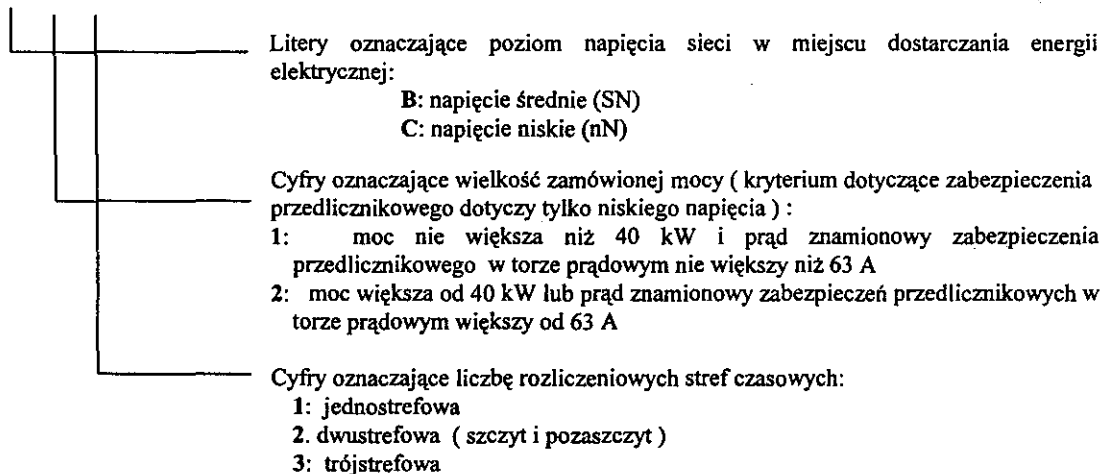 Litery oznaczające poziom napięcia sieci w miejscu dostarczania energii
elektrycznej:
B: napięcie średnie (SN)
C: napięcie niskie (nN)
Cyfry oznaczające wielkość zamówionej mocy ( kryterium dotyczące zabezpieczenia
przedlicznikowego dotyczy tylko niskiego napięcia ) :
1: moc nie większa niż 40 kW i prąd znamionowy zabezpieczenia
przedlicznikowego w torze prądowym nie większy niż 63 A
2: moc większa od 40 kW lub prąd znamionowy zabezpieczeń przedlicznikowych w
torze prądowym większy od 63 A
Cyfry oznaczające liczbę rozliczeniowych stref czasowych:
1: jednostrefowa
2. dwustrefowa ( szczyt i pozaszczyt )
3: trójstrefowa